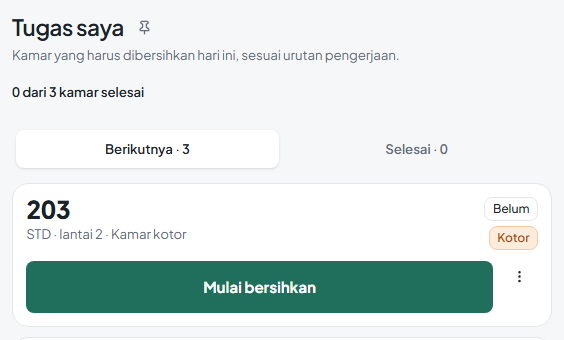 Tugas saya
Kamar yang harus dibersihkan hari ini, sesuai urutan pengerjaan.
0 dari 3 kamar selesai
Berikutnya · 3
Selesai · 0
203
Belum
STD · lantai 2 · Kamar kotor
Kotor
Mulai bersihkan